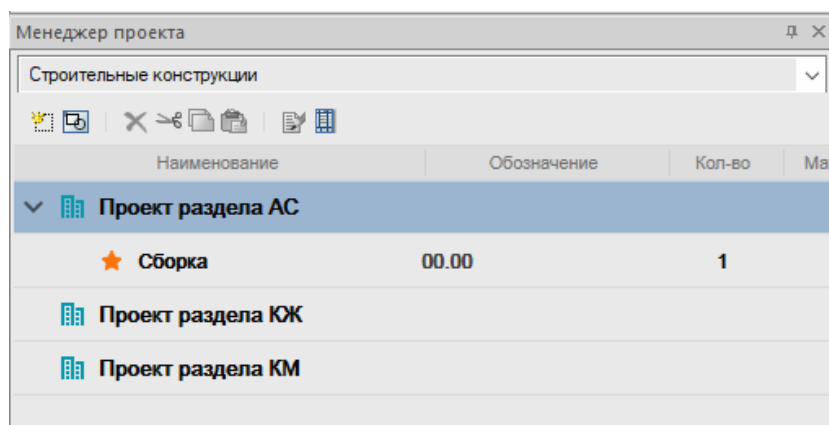 Менеджер проекта
Строительные конструкции
Наименование Обозначение Кол-во Ма
Проект раздела АС
Сборка 00.00 1
Проект раздела КЖ
Проект раздела КМ